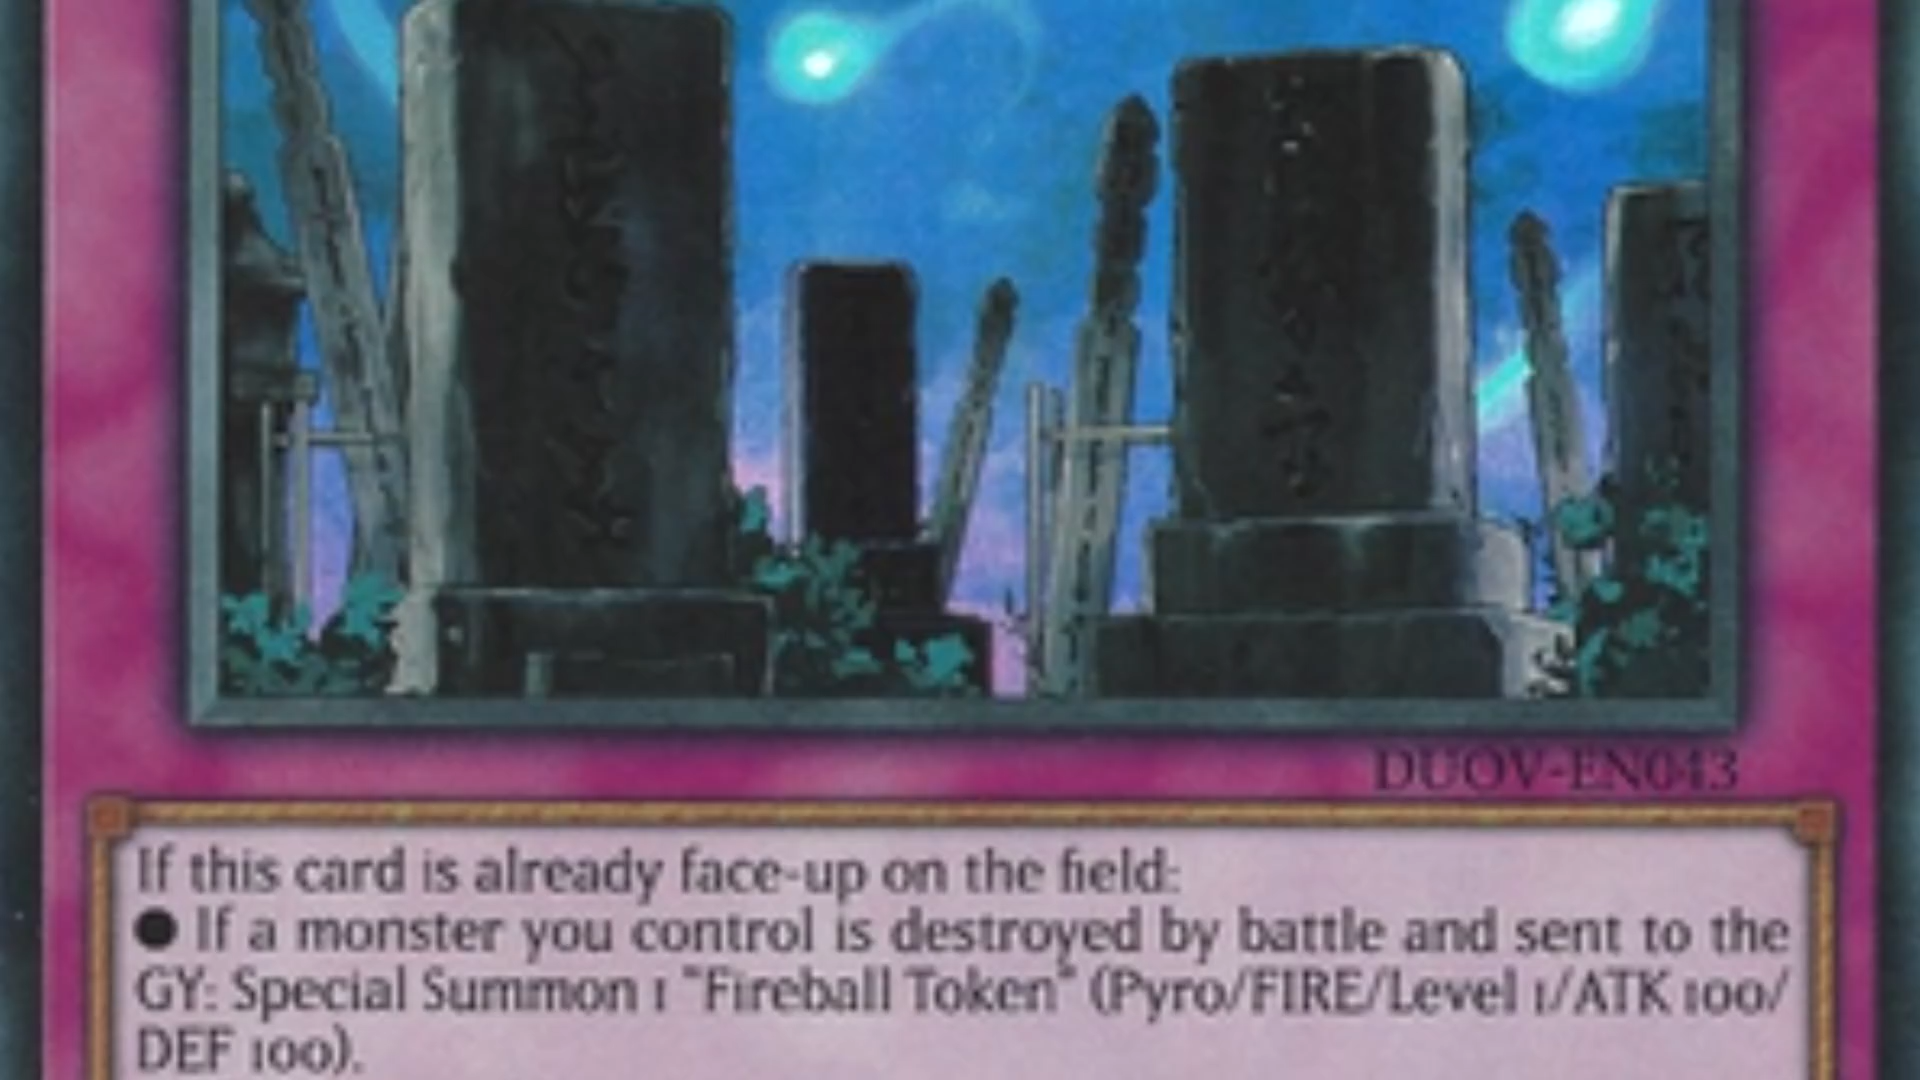 DUOV-EN043
If this card is already face-up on the field:
● If a monster you control is destroyed by battle and sent to the
GY: Special Summon 1 "Fireball Token" (Pyro/FIRE/Level 1/ATK 100/
DEF 100).